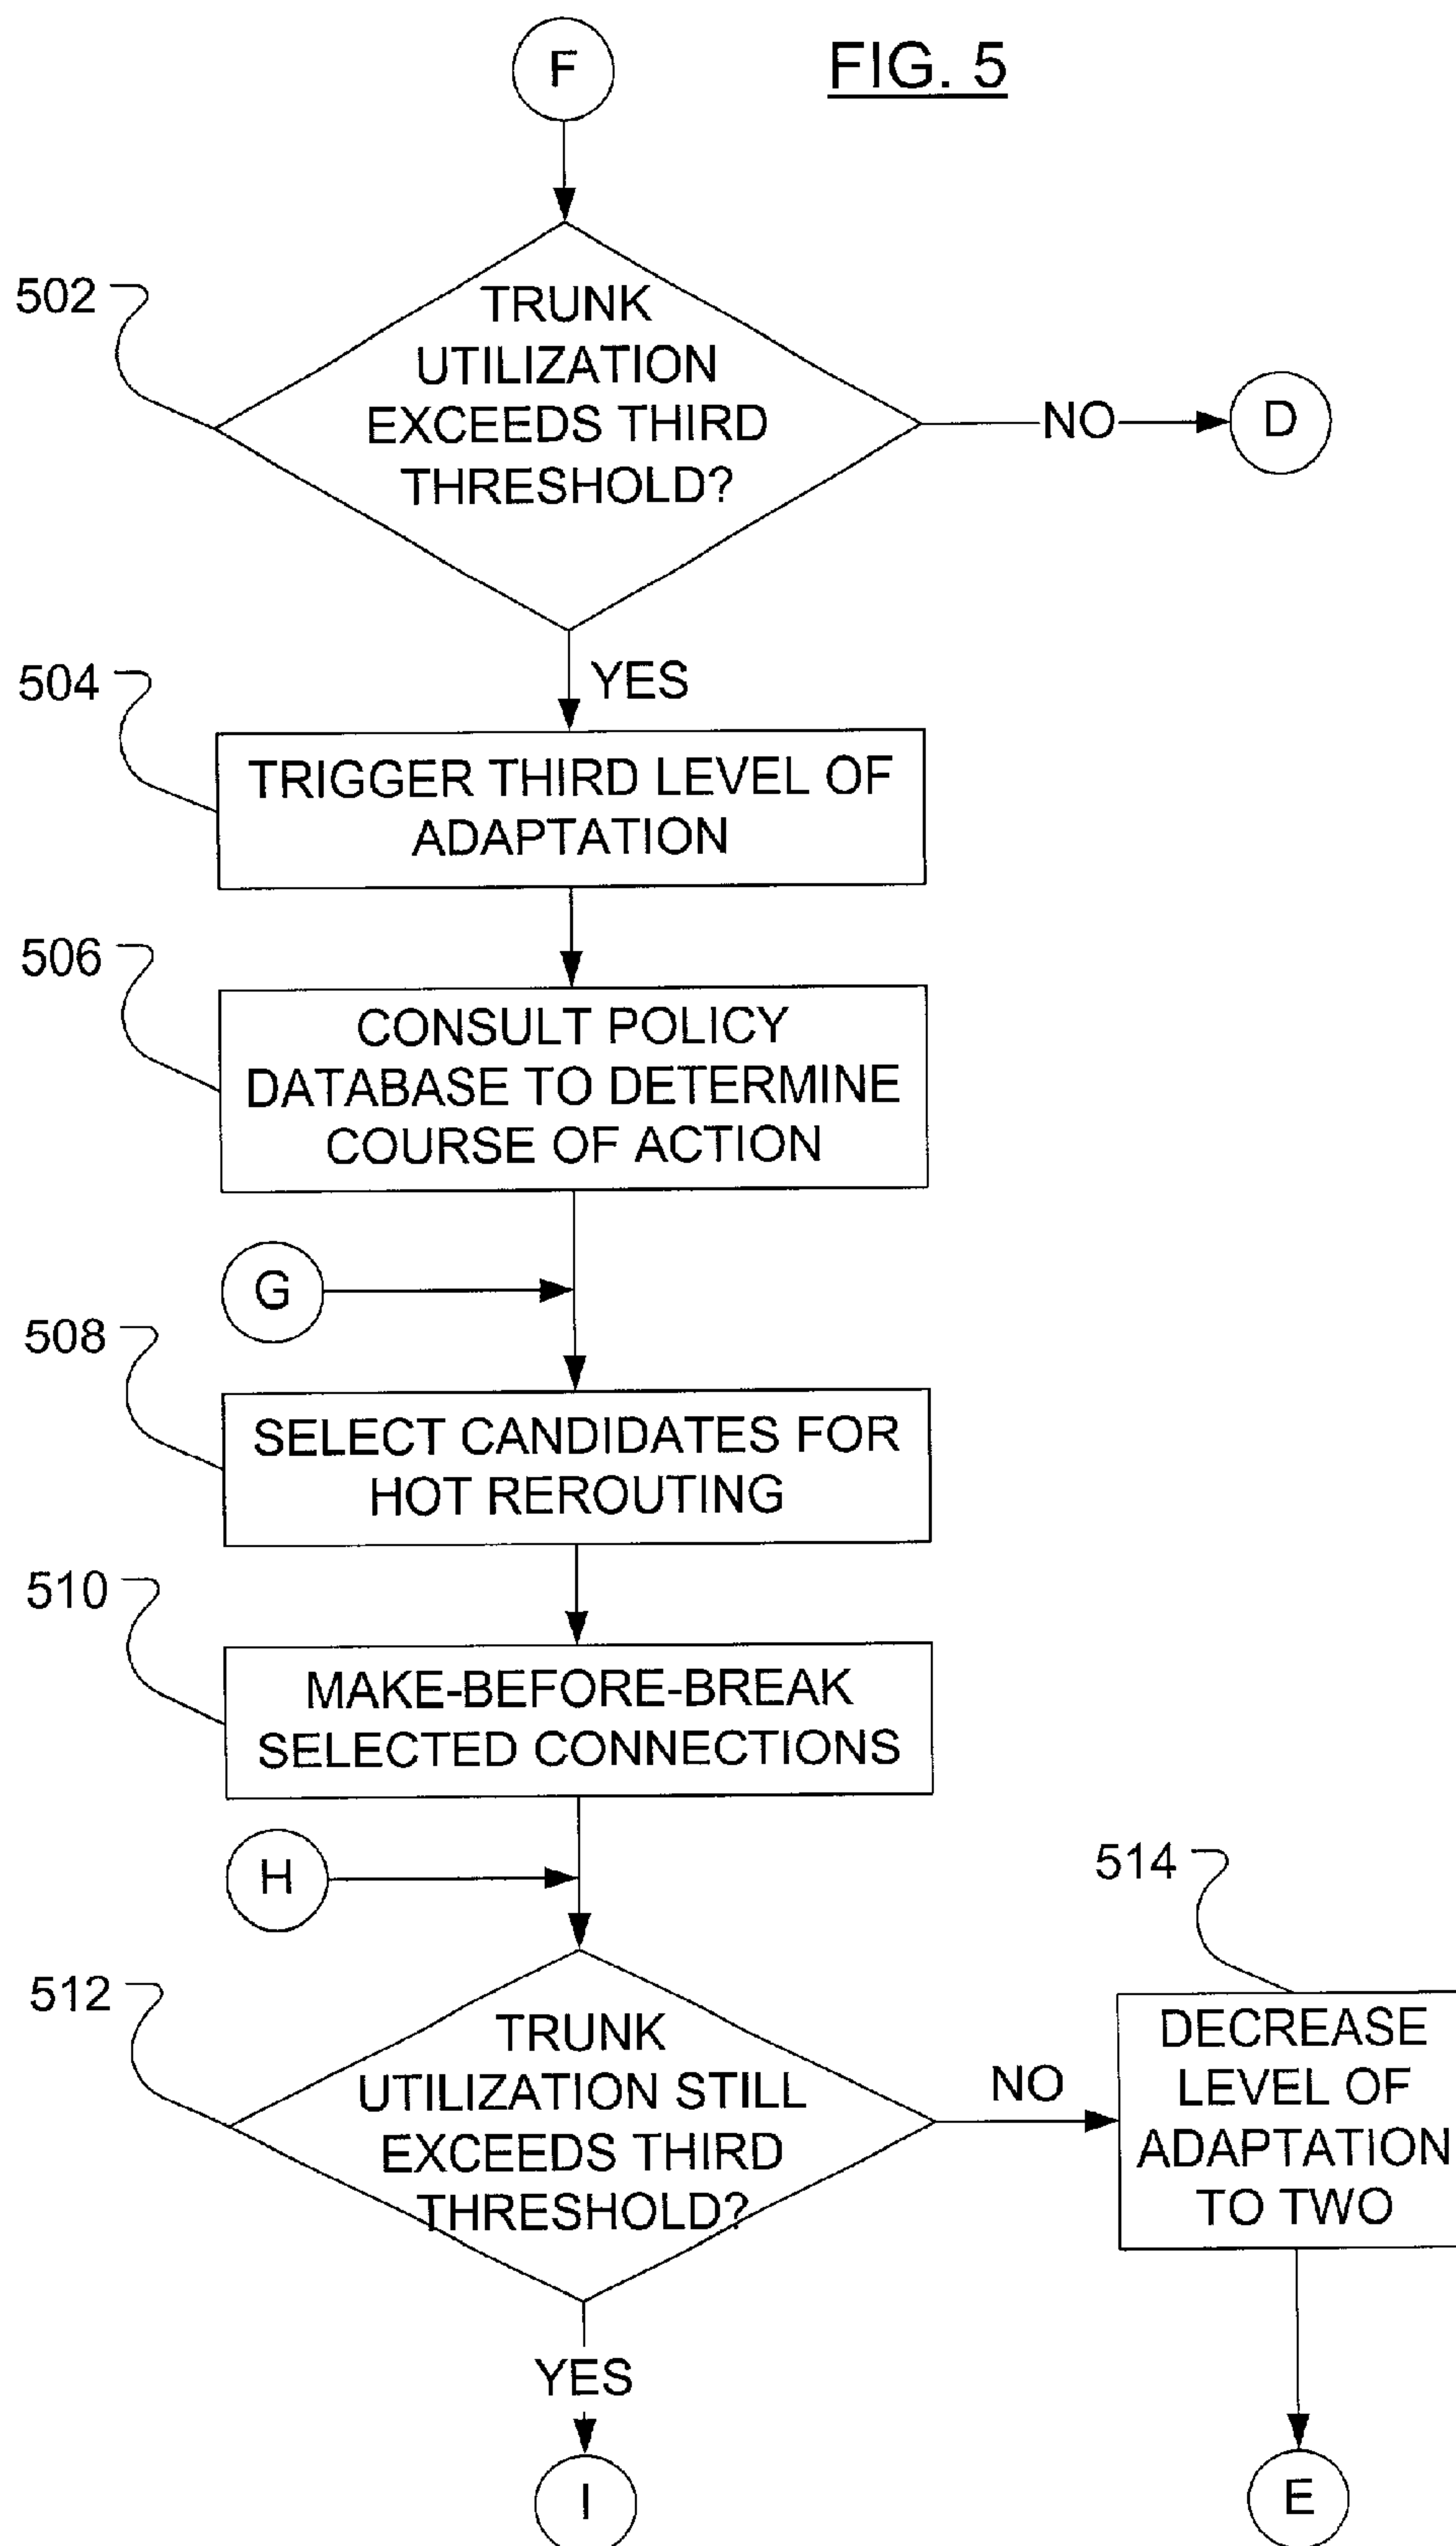 F
FIG. 5
502
TRUNK
UTILIZATION
EXCEEDS THIRD
THRESHOLD?
NO
D
YES
504
TRIGGER THIRD LEVEL OF
ADAPTATION
506
CONSULT POLICY
DATABASE TO DETERMINE
COURSE OF ACTION
G
508
SELECT CANDIDATES FOR
HOT REROUTING
510
MAKE-BEFORE-BREAK
SELECTED CONNECTIONS
H
512
TRUNK
UTILIZATION STILL
EXCEEDS THIRD
THRESHOLD?
NO
514
DECREASE
LEVEL OF
ADAPTATION
TO TWO
YES
I
E